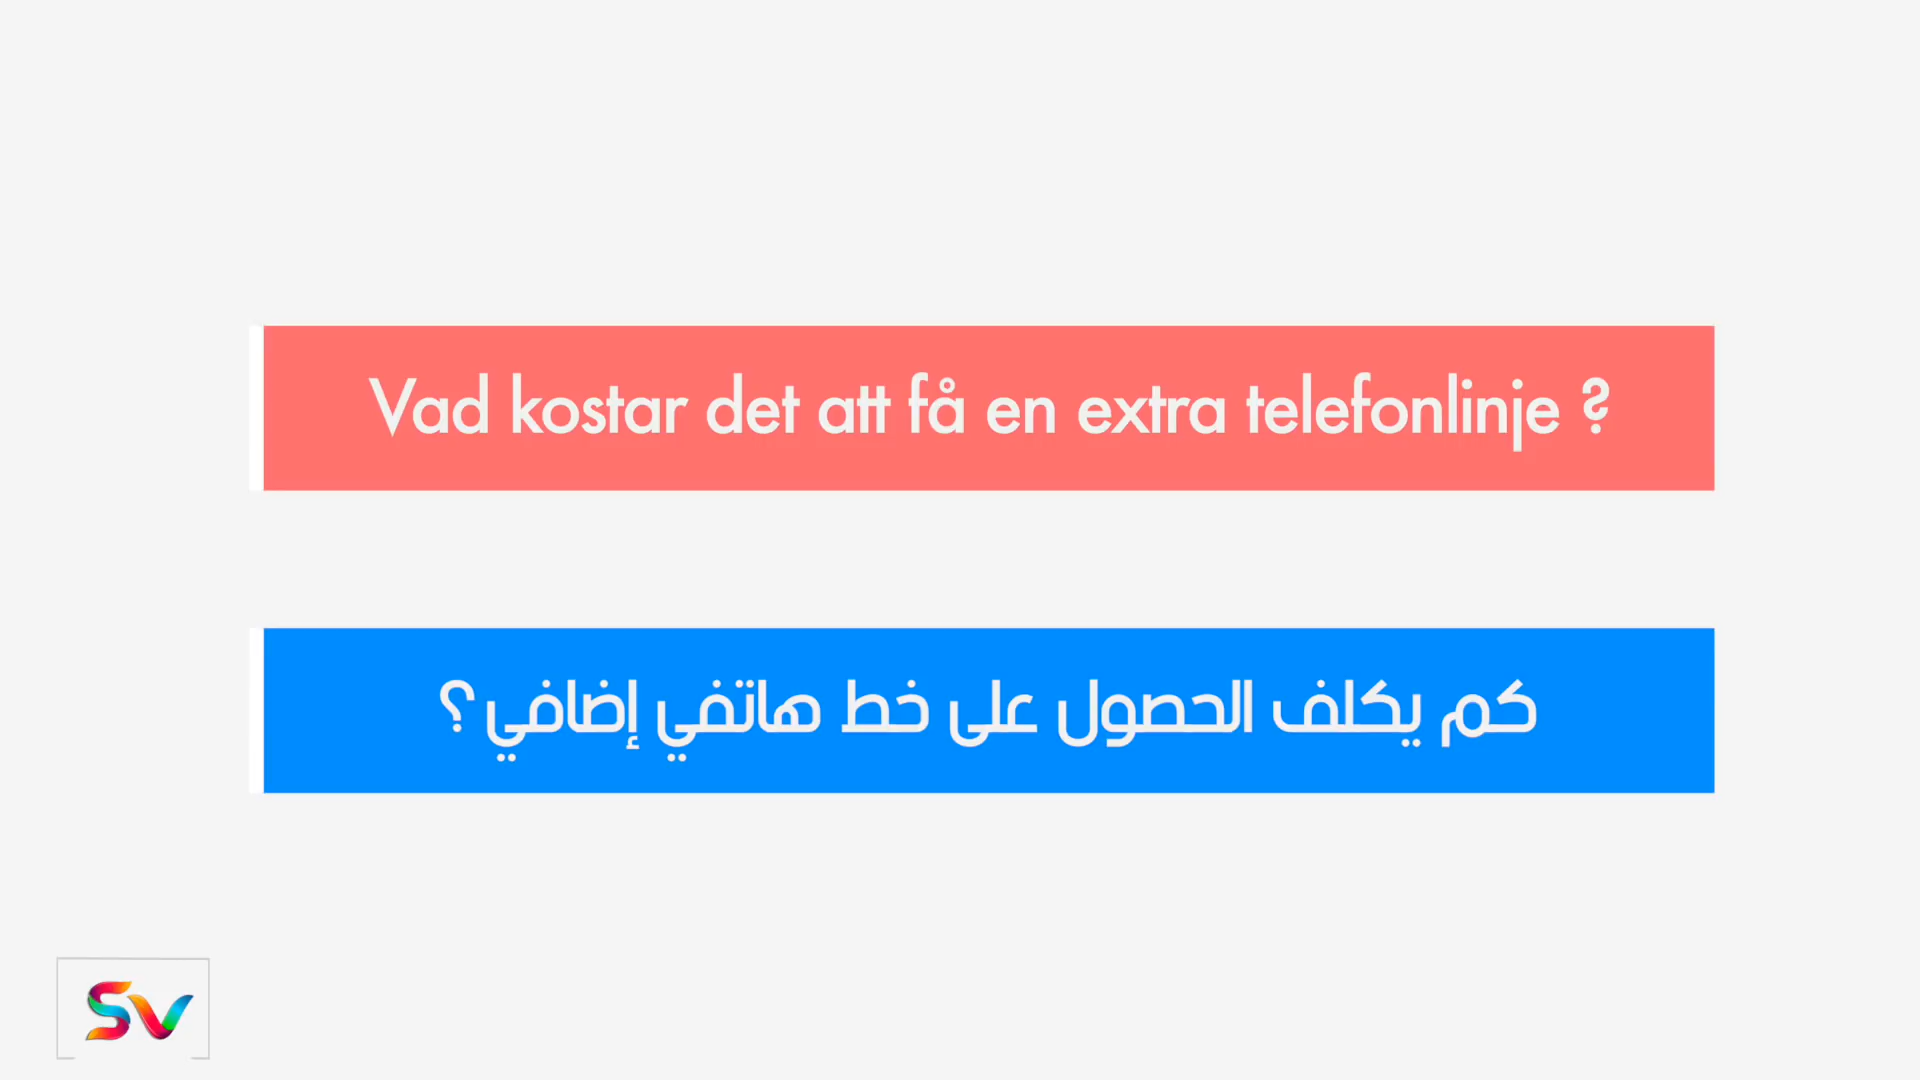 Vad kostar det att få en extra telefonlinje ?
كم يكلف الحصول على خط هاتفي إضافي ؟
SV